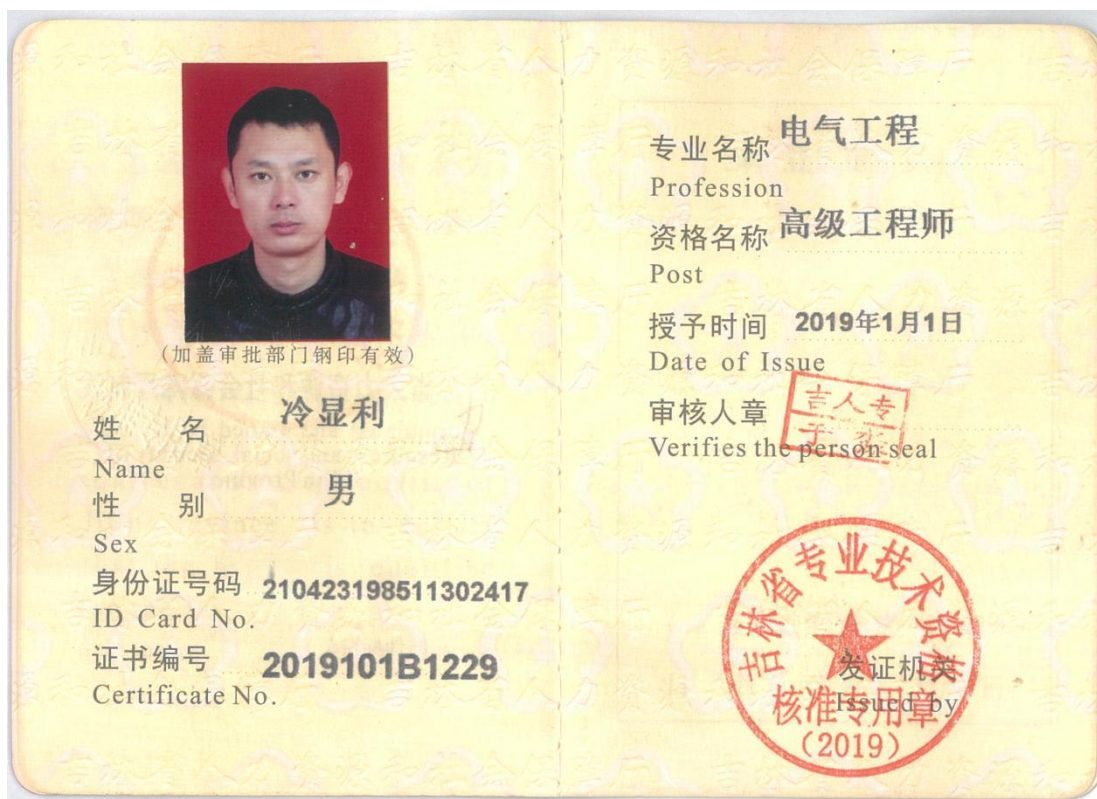 (加盖审批部门钢印有效)
姓 名 冷显利
Name
性 别 男
Sex
身份证号码 210423198511302417
ID Card No.
证书编号 2019101B1229
Certificate No.
专业名称 电气工程
Profession
资格名称 高级工程师
Post
授予时间 2019年1月1日
Date of Issue
审核人章
吉人专
Verifies the person seal
吉林省专业技术资格
发证机关
Issued by
核准专用章
(2019)